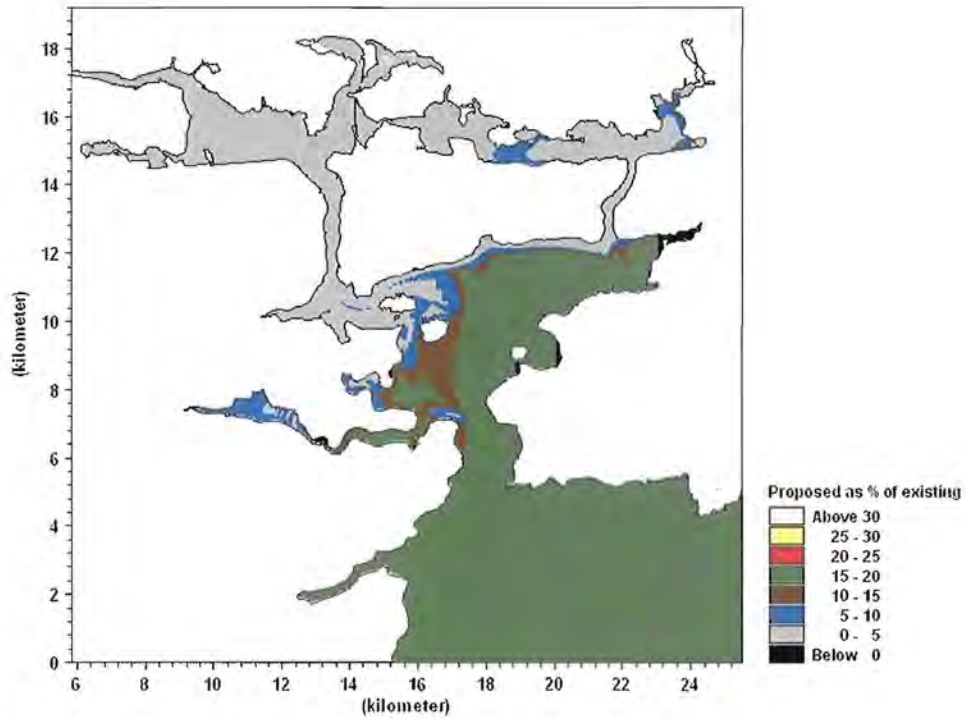 18
16
14
12
10
8
6
4
2
0
(kilometer)
6 8 10 12 14 16 18 20 22 24
(kilometer)
Proposed as % of existing
Above 30
25 - 30
20 - 25
15 - 20
10 - 15
5 - 10
0 - 5
Below 0